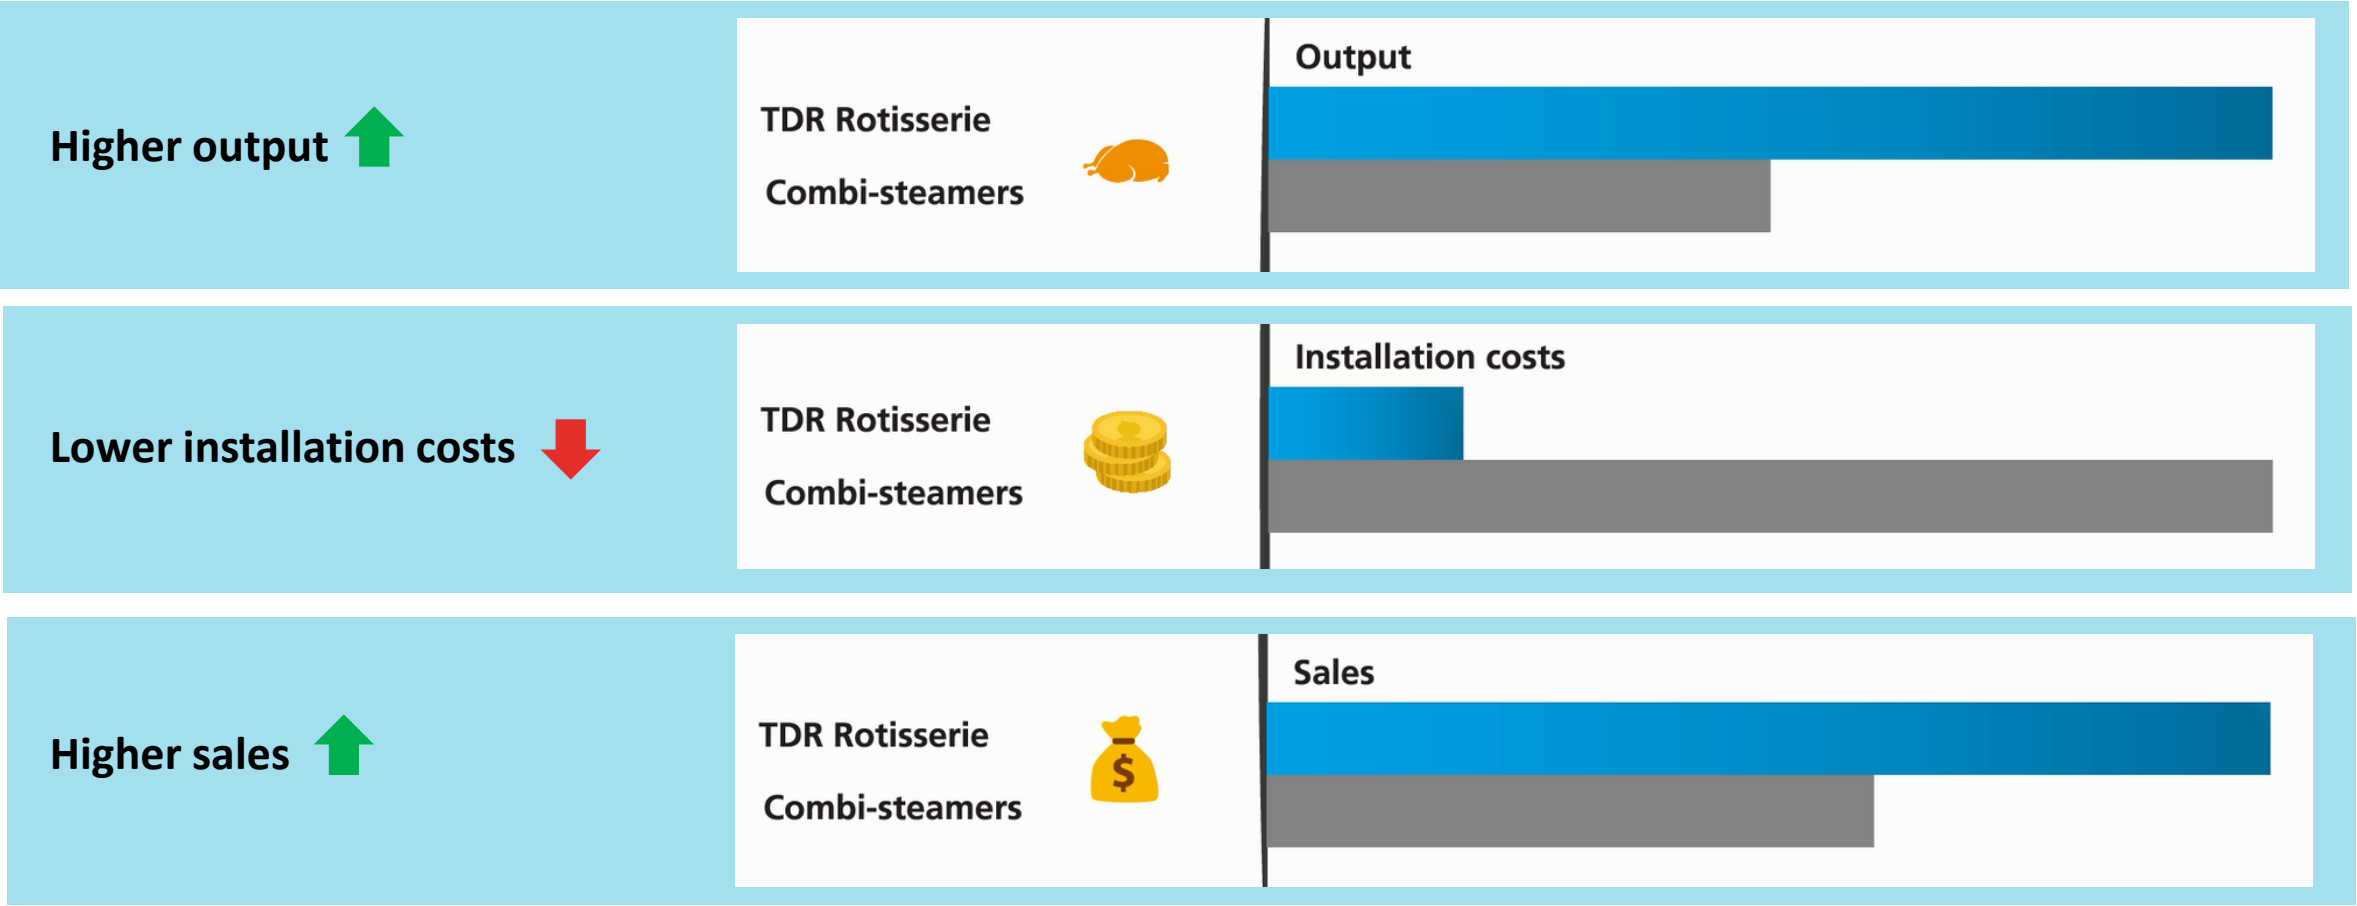 Higher output
Output
TDR Rotisserie
Combi-steamers
Lower installation costs
Installation costs
TDR Rotisserie
Combi-steamers
Higher sales
Sales
TDR Rotisserie
$
Combi-steamers